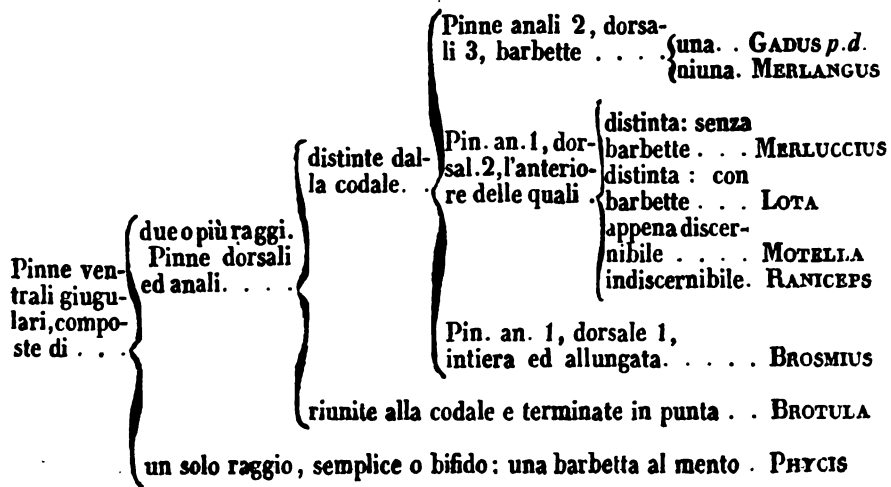 Pinne ven-
trali giugu-
lari, compo-
ste di . . .
due o più raggi.
Pinne dorsali
ed anali. . . .
distinte dal-
la codale. .
Pinne anali 2, dorsa-
li 3, barbette . . . .
una. . GADUS p. d.
niuna. MERLANGUS
Pin. an. 1, dor-
sal. 2, l'anterio-
re delle quali .
distinta: senza
barbette . . . MERLUCCIUS
distinta : con
barbette . . . LOTA
appena discer-
nibile . . . . MOTELLA
indiscernibile. RANICEPS
Pin. an. 1, dorsale 1,
intiera ed allungata. . . . . BROSMIUS
riunite alla codale e terminate in punta . . BROTULA
un solo raggio, semplice o bifido: una barbetta al mento . PHYCIS